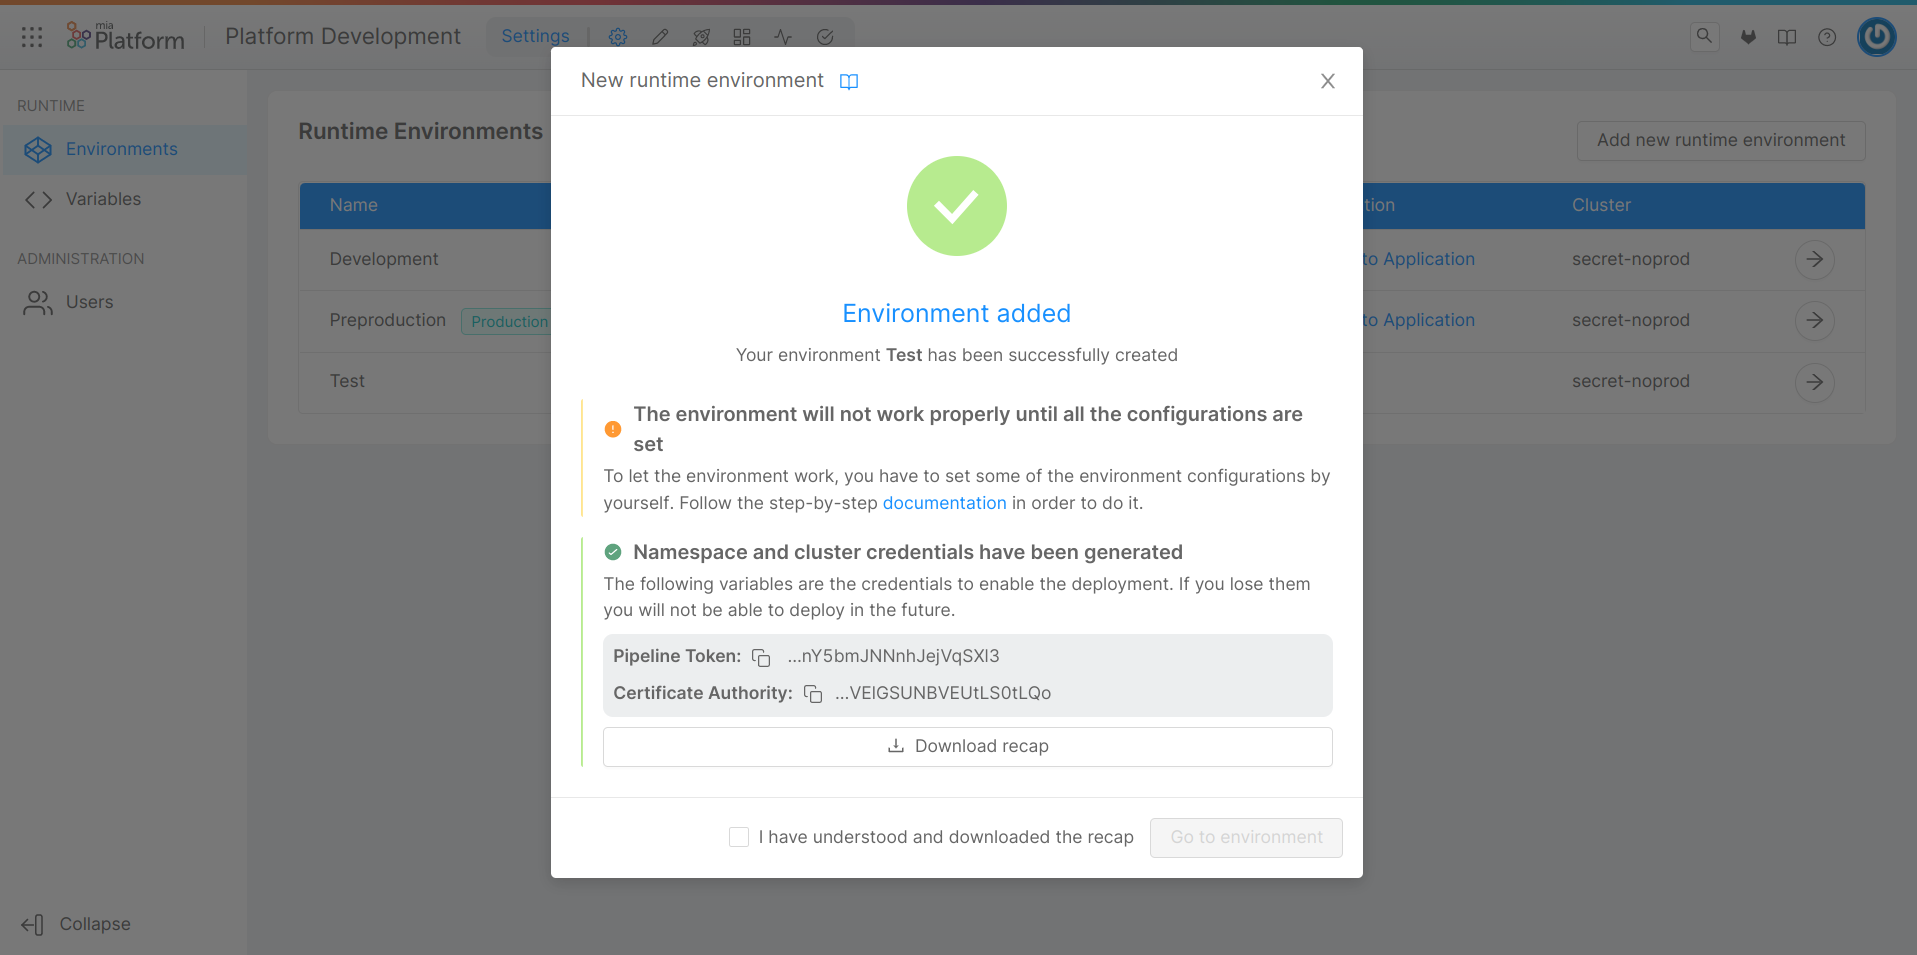 mia
Platform
Platform Development
Settings
RUNTIME
Environments
Variables
ADMINISTRATION
Users
Collapse
Runtime Environments
Add new runtime environment
Name
tion
Cluster
Development
to Application
secret-noprod
Preproduction
Production
to Application
secret-noprod
Test
secret-noprod
New runtime environment
Environment added
Your environment Test has been successfully created
The environment will not work properly until all the configurations are
set
To let the environment work, you have to set some of the environment configurations by
yourself. Follow the step-by-step documentation in order to do it.
Namespace and cluster credentials have been generated
The following variables are the credentials to enable the deployment. If you lose them
you will not be able to deploy in the future.
Pipeline Token: ...nY5bmJNNnhJejVqSXl3
Certificate Authority: ...VElGSUNBVEUtLS0tLQo
Download recap
I have understood and downloaded the recap
Go to environment